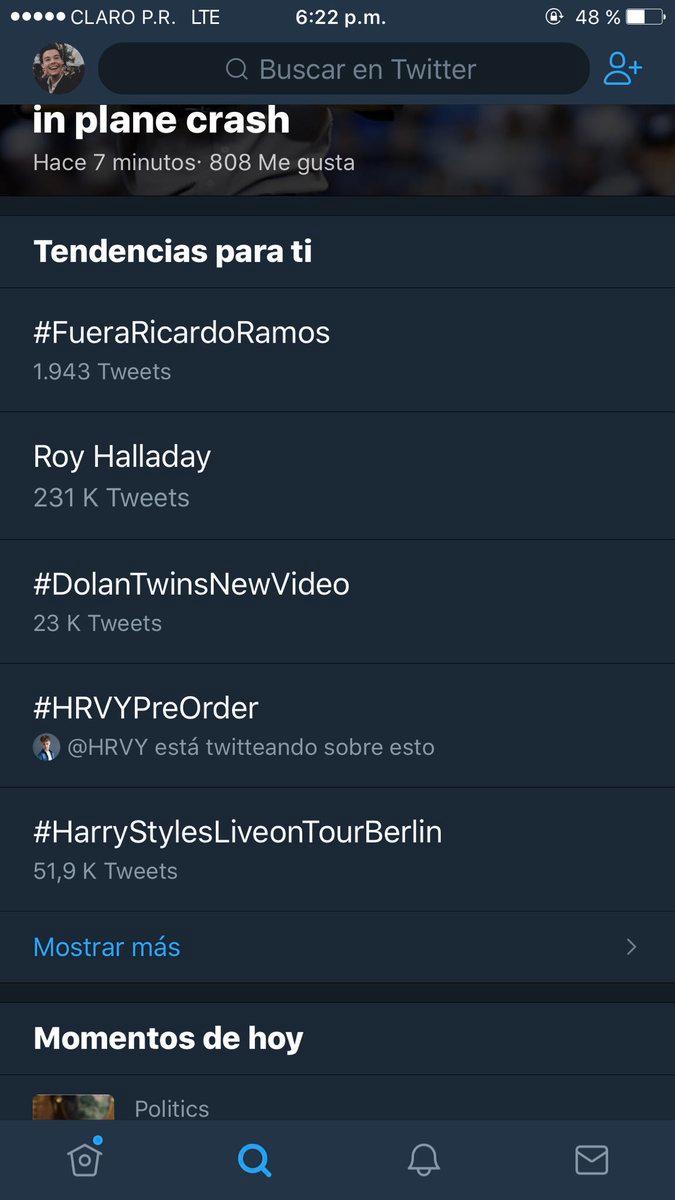 CLARO P.R. LTE 6:22 p.m. 48 %
Buscar en Twitter
in plane crash
Hace 7 minutos· 808 Me gusta
Tendencias para ti
#FueraRicardoRamos
1.943 Tweets
Roy Halladay
231 K Tweets
#DolanTwinsNewVideo
23 K Tweets
#HRVYPreOrder
@HRVY está twitteando sobre esto
#HarryStylesLiveonTourBerlin
51,9 K Tweets
Mostrar más
Momentos de hoy
Politics